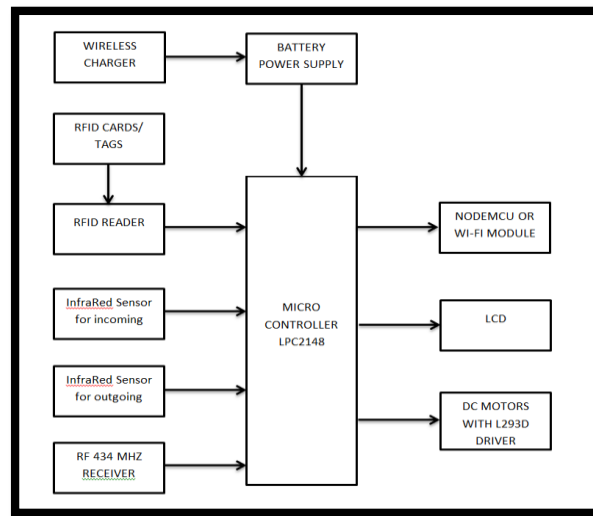 WIRELESS
CHARGER
BATTERY
POWER SUPPLY
RFID CARDS/
TAGS
RFID READER
NODEMCU OR
WI-FI MODULE
InfraRed Sensor
for incoming
MICRO
CONTROLLER
LPC2148
LCD
InfraRed Sensor
for outgoing
DC MOTORS
WITH L293D
DRIVER
RF 434 MHZ
RECEIVER